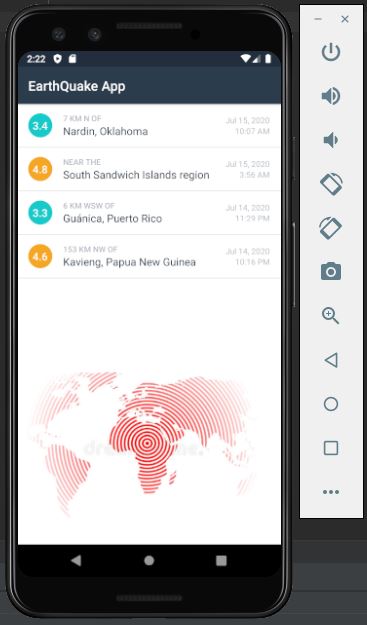 2:22
EarthQuake App
3.4
7 KM N OF
Nardin, Oklahoma
Jul 15, 2020
10:07 AM
4.8
NEAR THE
South Sandwich Islands region
Jul 15, 2020
3:56 AM
3.3
6 KM WSW OF
Guánica, Puerto Rico
Jul 14, 2020
11:29 PM
4.6
153 KM NW OF
Kavieng, Papua New Guinea
Jul 14, 2020
10:16 PM